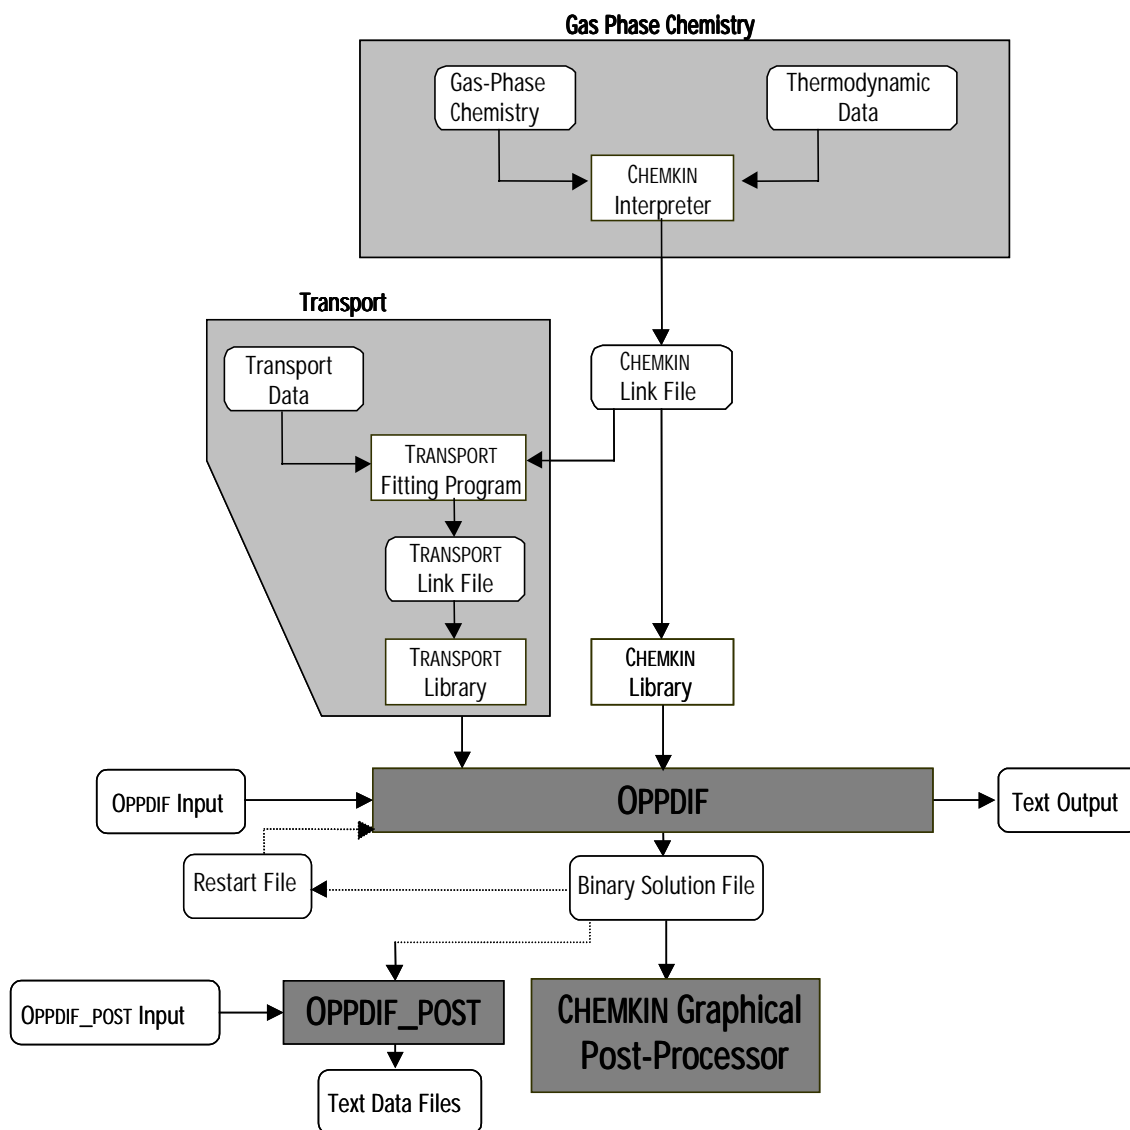 Gas Phase Chemistry
Gas-Phase
Chemistry
Thermodynamic
Data
CHEMKIN
Interpreter
Transport
Transport
Data
CHEMKIN
Link File
TRANSPORT
Fitting Program
TRANSPORT
Link File
TRANSPORT
Library
CHEMKIN
Library
OPPDIF Input
OPPDIF
Text Output
Restart File
Binary Solution File
OPPDIF_POST Input
OPPDIF_POST
CHEMKIN Graphical
Post-Processor
Text Data Files